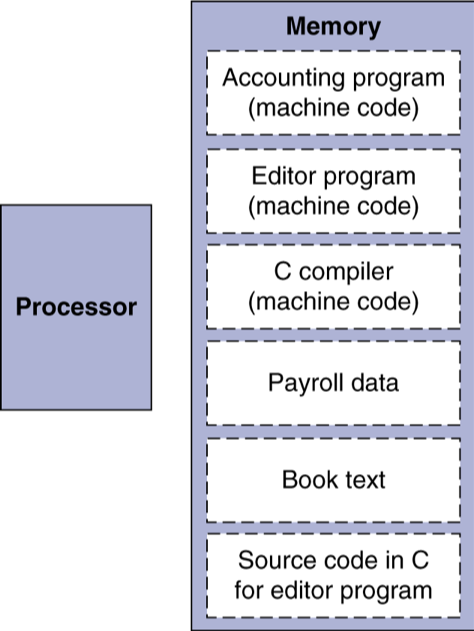 Memory
Accounting program
(machine code)
Editor program
(machine code)
C compiler
(machine code)
Processor
Payroll data
Book text
Source code in C
for editor program